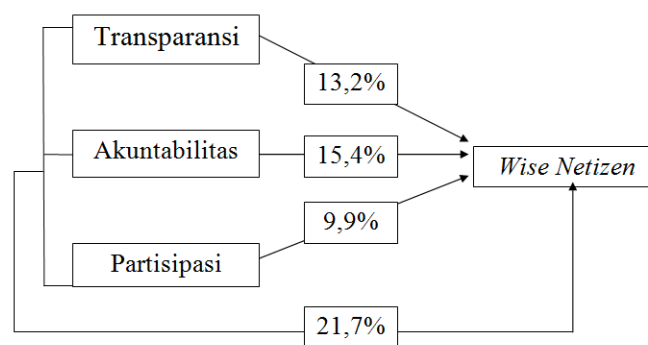 Transparansi
13,2%
Akuntabilitas
15,4%
Wise Netizen
9,9%
Partisipasi
21,7%